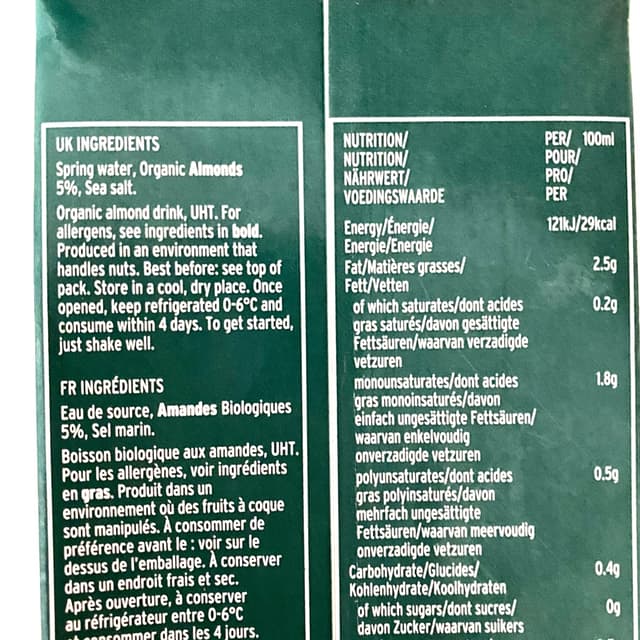 UK INGREDIENTS
Spring water, Organic Almonds
5%, Sea salt.
Organic almond drink, UHT. For
allergens, see ingredients in bold.
Produced in an environment that
handles nuts. Best before: see top of
pack. Store in a cool, dry place. Once
opened, keep refrigerated 0-6°C and
consume within 4 days. To get started,
just shake well.
FR INGRÉDIENTS
Eau de source, Amandes Biologiques
5%, Sel marin.
Boisson biologique aux amandes, UHT.
Pour les allergènes, voir ingrédients
en gras. Produit dans un
environnement où des fruits à coque
sont manipulés. À consommer de
préférence avant le : voir sur le
dessus de l'emballage. À conserver
dans un endroit frais et sec.
Après ouverture, à conserver
au réfrigérateur entre 0-6°C
et consommer dans les 4 jours.
NUTRITION/ PER/ 100ml
NUTRITION/ POUR/
NÄHRWERT/ PRO/
VOEDINGSWAARDE PER
Energy/Énergie/ 121kJ/29kcal
Energie/Energie
Fat/Matières grasses/ 2.5g
Fett/Vetten
of which saturates/dont acides 0.2g
gras saturés/davon gesättigte
Fettsäuren/waarvan verzadigde
vetzuren
monounsaturates/dont acides 1.8g
gras monoinsaturés/davon
einfach ungesättigte Fettsäuren/
waarvan enkelvoudig
onverzadigde vetzuren
polyunsaturates/dont acides 0.5g
gras polyinsaturés/davon
mehrfach ungesättigte
Fettsäuren/waarvan meervoudig
onverzadigde vetzuren
Carbohydrate/Glucides/ 0.4g
Kohlenhydrate/Koolhydraten
of which sugars/dont sucres/ 0g
davon Zucker/waarvan suikers